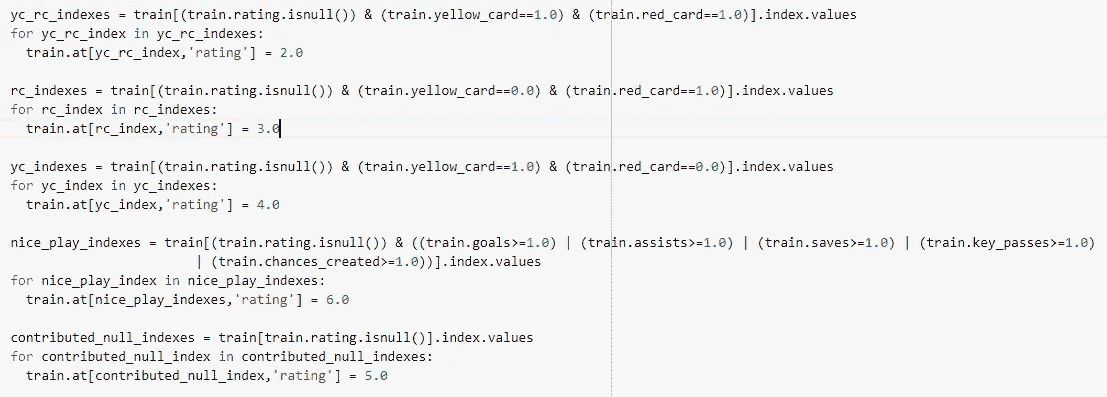 yc_rc_indexes = train[(train.rating.isnull()) & (train.yellow_card==1.0) & (train.red_card==1.0)].index.values
for yc_rc_index in yc_rc_indexes:
  train.at[yc_rc_index,'rating'] = 2.0

rc_indexes = train[(train.rating.isnull()) & (train.yellow_card==0.0) & (train.red_card==1.0)].index.values
for rc_index in rc_indexes:
  train.at[rc_index,'rating'] = 3.0

yc_indexes = train[(train.rating.isnull()) & (train.yellow_card==1.0) & (train.red_card==0.0)].index.values
for yc_index in yc_indexes:
  train.at[yc_index,'rating'] = 4.0

nice_play_indexes = train[(train.rating.isnull()) & ((train.goals>=1.0) | (train.assists>=1.0) | (train.saves>=1.0) | (train.key_passes>=1.0)
                        | (train.chances_created>=1.0))].index.values
for nice_play_index in nice_play_indexes:
  train.at[nice_play_indexes,'rating'] = 6.0

contributed_null_indexes = train[train.rating.isnull()].index.values
for contributed_null_index in contributed_null_indexes:
  train.at[contributed_null_index,'rating'] = 5.0